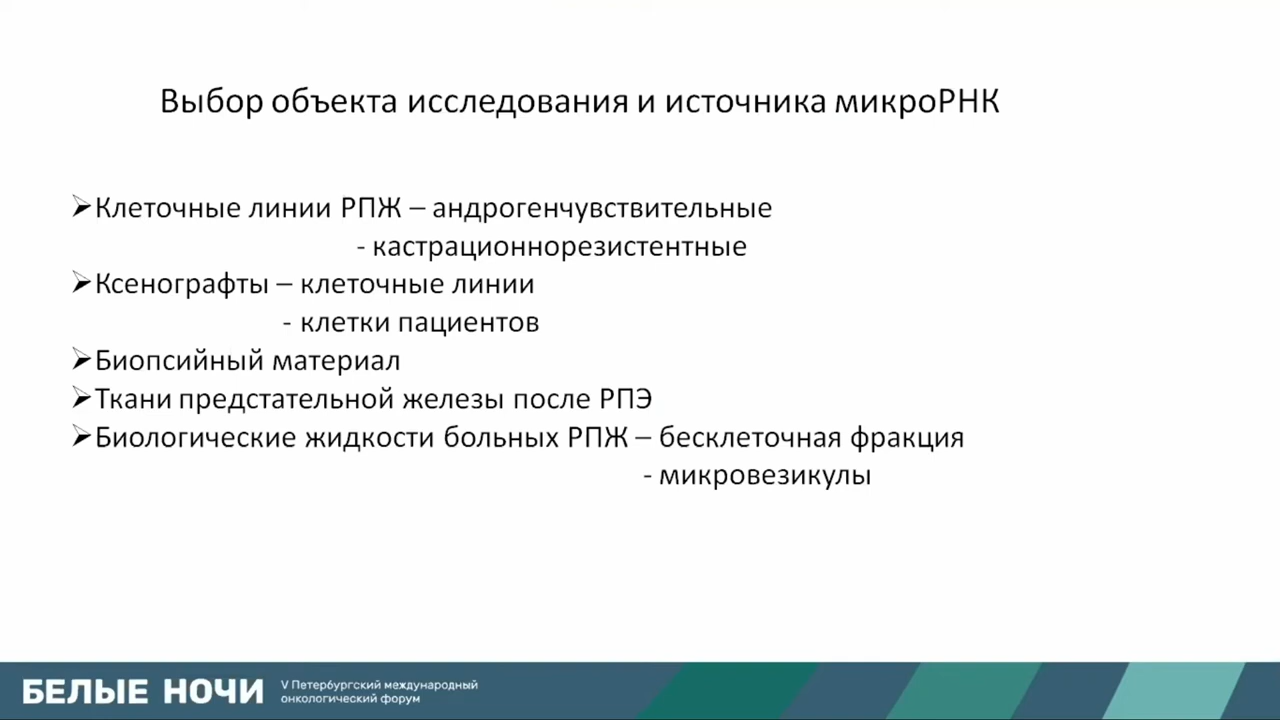 Выбор объекта исследования и источника микроРНК
➢Клеточные линии РПЖ – андрогенчувствительные
- кастрационнорезистентные
➢Ксенографты – клеточные линии
- клетки пациентов
➢Биопсийный материал
➢Ткани предстательной железы после РПЭ
➢Биологические жидкости больных РПЖ – бесклеточная фракция
- микровезикулы
БЕЛЫЕ НОЧИ
V Петербургский международный
онкологический форум